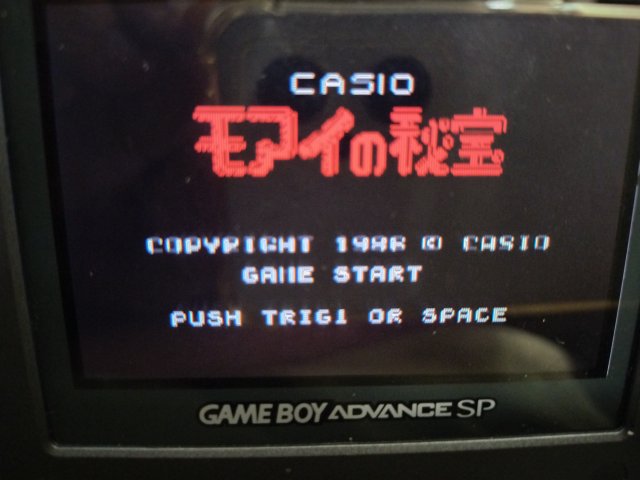 CASIO
モアイの秘宝
COPYRIGHT 1986 © CASIO
GAME START
PUSH TRIG1 OR SPACE
GAME BOY ADVANCE SP